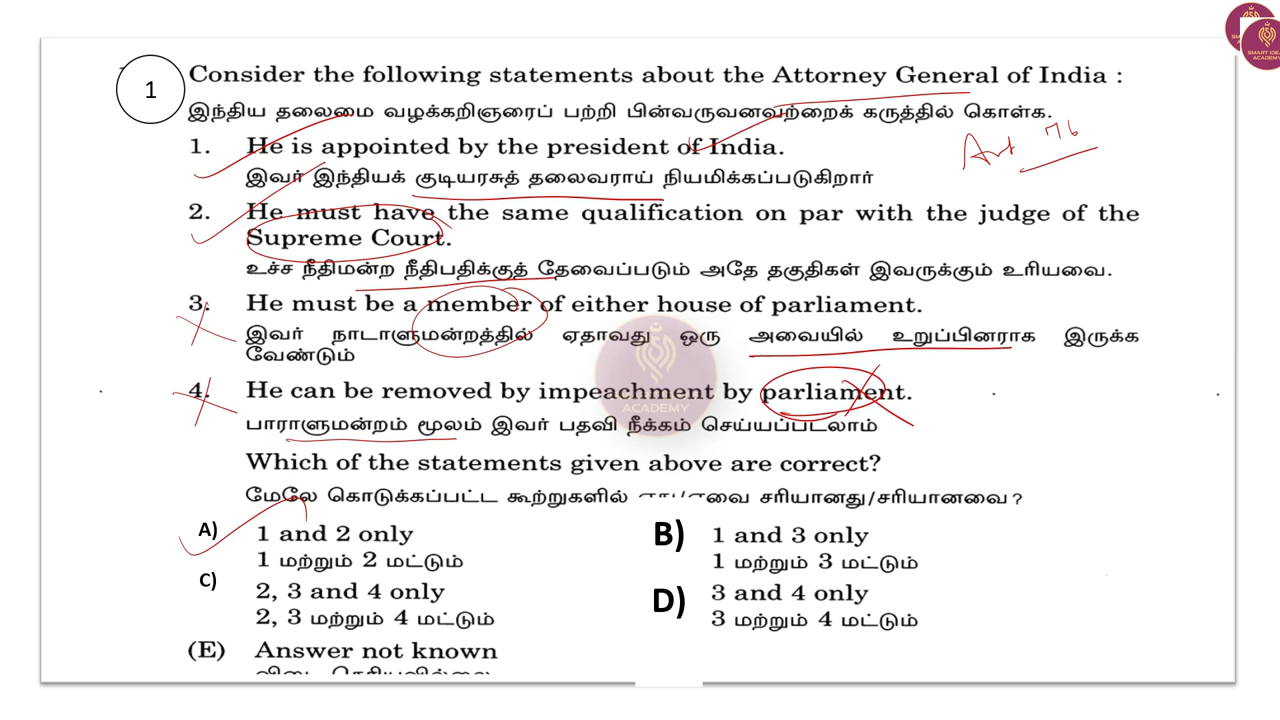 1
Consider the following statements about the Attorney General of India :
இந்திய தலைமை வழக்கறிஞரைப் பற்றி பின்வருவனவற்றைக் கருத்தில் கொள்க.
Art 76
1. He is appointed by the president of India.
இவர் இந்தியக் குடியரசுத் தலைவராய் நியமிக்கப்படுகிறார்
2. He must have the same qualification on par with the judge of the
Supreme Court.
உச்ச நீதிமன்ற நீதிபதிக்குத் தேவைப்படும் அதே தகுதிகள் இவருக்கும் உரியவை.
3. He must be a member of either house of parliament.
இவர் நாடாளுமன்றத்தில் ஏதாவது ஒரு அவையில் உறுப்பினராக இருக்க
வேண்டும்
4. He can be removed by impeachment by parliament.
பாராளுமன்றம் மூலம் இவர் பதவி நீக்கம் செய்யப்படலாம்
Which of the statements given above are correct?
மேலே கொடுக்கப்பட்ட கூற்றுகளில் சரியானது/சரியானவை?
A) 1 and 2 only
1 மற்றும் 2 மட்டும்
B) 1 and 3 only
1 மற்றும் 3 மட்டும்
C) 2, 3 and 4 only
2, 3 மற்றும் 4 மட்டும்
D) 3 and 4 only
3 மற்றும் 4 மட்டும்
(E) Answer not known
ACADEMY
SMART IDEA
ACADEMY